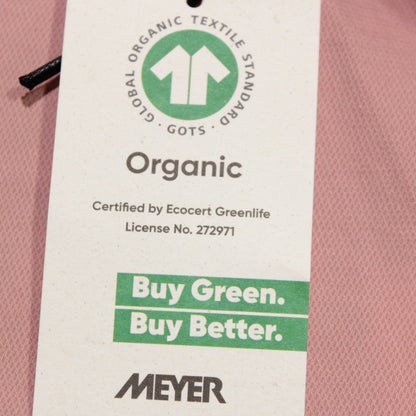 GLOBAL ORGANIC TEXTILE STANDARD
· GOTS ·
Organic
Certified by Ecocert Greenlife
License No. 272971
Buy Green.
Buy Better.
MEYER